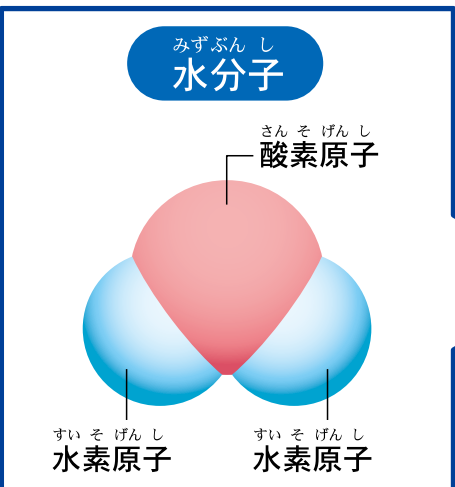 みずぶんし
水分子
さんそげんし
酸素原子
すいそげんし
水素原子
すいそげんし
水素原子